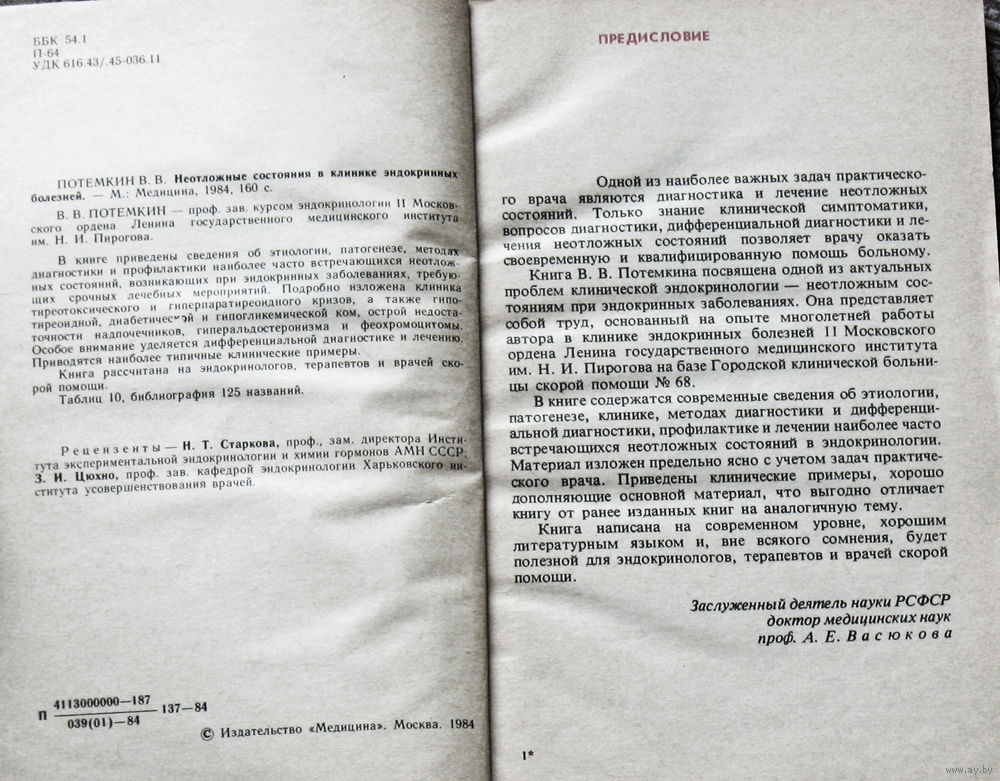 ББК 54.1
П-64
УДК 616.43/.45-036.11
ПОТЕМКИН В. В. Неотложные состояния в клинике эндокринных
болезней. — М.: Медицина, 1984, 160 с.
В. В. ПОТЕМКИН — проф. зав. курсом эндокринологии II Москов-
ского ордена Ленина государственного медицинского института
им. Н. И. Пирогова.
В книге приведены сведения об этиологии, патогенезе, методах
диагностики и профилактики наиболее часто встречающихся неотлож-
ных состояний, возникающих при эндокринных заболеваниях, требую-
щих срочных лечебных мероприятий. Подробно изложена клиника
тиреотоксического и гиперпаратиреоидного кризов, а также гипо-
тиреоидной, диабетической и гипогликемической ком, острой недоста-
точности надпочечников, гиперальдостеронизма и феохромоцитомы.
Особое внимание уделяется дифференциальной диагностике и лечению.
Приводятся наиболее типичные клинические примеры.
Книга рассчитана на эндокринологов, терапевтов и врачей ско-
рой помощи.
Таблиц 10, библиография 125 названий.
Рецензенты — Н. Т. Старкова, проф., зам. директора Инсти-
тута экспериментальной эндокринологии и химии гормонов АМН СССР;
З. И. Цюхно, проф. зав. кафедрой эндокринологии Харьковского ин-
ститута усовершенствования врачей.
П 4113000000—187
039(01)—84 137—84
© Издательство «Медицина». Москва. 1984
ПРЕДИСЛОВИЕ
Одной из наиболее важных задач практическо-
го врача являются диагностика и лечение неотложных
состояний. Только знание клинической симптоматики,
вопросов диагностики, дифференциальной диагностики и ле-
чения неотложных состояний позволяет врачу оказать
своевременную и квалифицированную помощь больному.
Книга В. В. Потемкина посвящена одной из актуальных
проблем клинической эндокринологии — неотложным сос-
тояниям при эндокринных заболеваниях. Она представляет
собой труд, основанный на опыте многолетней работы
автора в клинике эндокринных болезней II Московского
ордена Ленина государственного медицинского института
им. Н. И. Пирогова на базе Городской клинической больни-
цы скорой помощи № 68.
В книге содержатся современные сведения об этиологии,
патогенезе, клинике, методах диагностики и дифференци-
альной диагностики, профилактике и лечении наиболее часто
встречающихся неотложных состояний в эндокринологии.
Материал изложен предельно ясно с учетом задач практиче-
ского врача. Приведены клинические примеры, хорошо
дополняющие основной материал, что выгодно отличает
книгу от ранее изданных книг на аналогичную тему.
Книга написана на современном уровне, хорошим
литературным языком и, вне всякого сомнения, будет
полезной для эндокринологов, терапевтов и врачей скорой
помощи.
Заслуженный деятель науки РСФСР
доктор медицинских наук
проф. А. Е. Васюкова
1*
www.ay.by